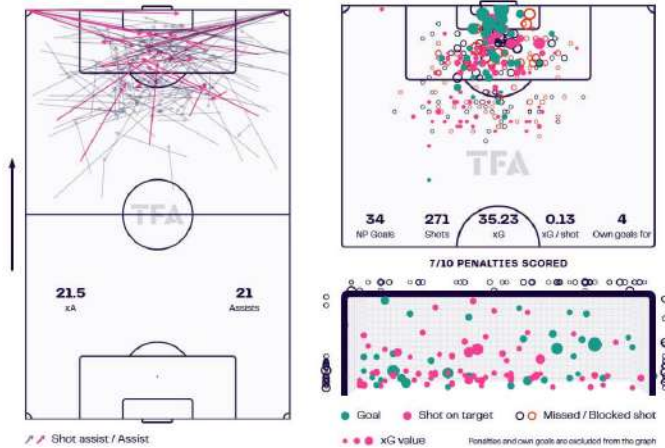 TFA
21.5
xA
21
Assists
Shot assist / Assist
TFA
34
NP Goals
271
Shots
35.23
xG
0.13
xG / shot
4
Own goals for
7/10 PENALTIES SCORED
Goal
Shot on target
Missed / Blocked shot
xG value
Penalties and own goals are excluded from the graph